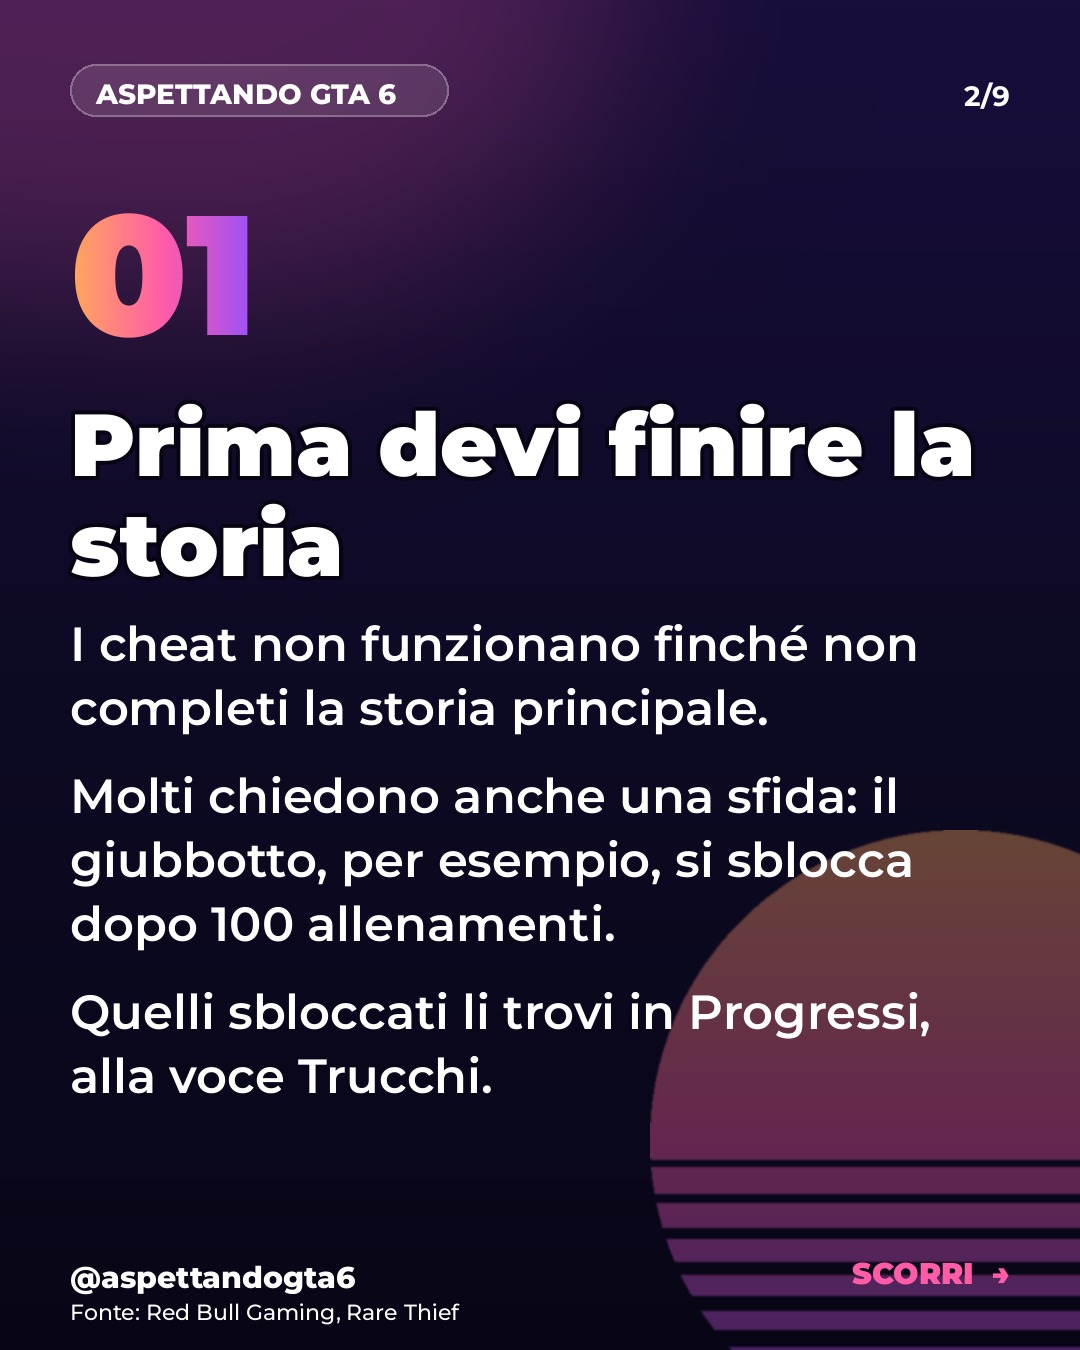 ASPETTANDO GTA 6
2/9
01
Prima devi finire la
storia
I cheat non funzionano finché non
completi la storia principale.
Molti chiedono anche una sfida: il
giubbotto, per esempio, si sblocca
dopo 100 allenamenti.
Quelli sbloccati li trovi in Progressi,
alla voce Trucchi.
@aspettandogta6
Fonte: Red Bull Gaming, Rare Thief
SCORRI →